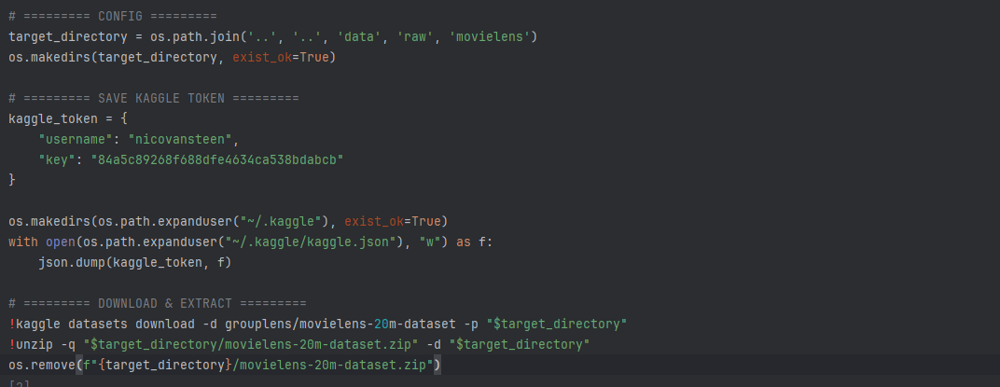 # ========= CONFIG =========
target_directory = os.path.join('..', '..', 'data', 'raw', 'movielens')
os.makedirs(target_directory, exist_ok=True)
# ========= SAVE KAGGLE TOKEN =========
kaggle_token = {
    "username": "nicovansteen",
    "key": "84a5c89268f688dfe4634ca538bdabcb"
}
os.makedirs(os.path.expanduser("~/.kaggle"), exist_ok=True)
with open(os.path.expanduser("~/.kaggle/kaggle.json"), "w") as f:
    json.dump(kaggle_token, f)
# ========= DOWNLOAD & EXTRACT =========
!kaggle datasets download -d grouplens/movielens-20m-dataset -p "$target_directory"
!unzip -q "$target_directory/movielens-20m-dataset.zip" -d "$target_directory"
os.remove(f"{target_directory}/movielens-20m-dataset.zip")